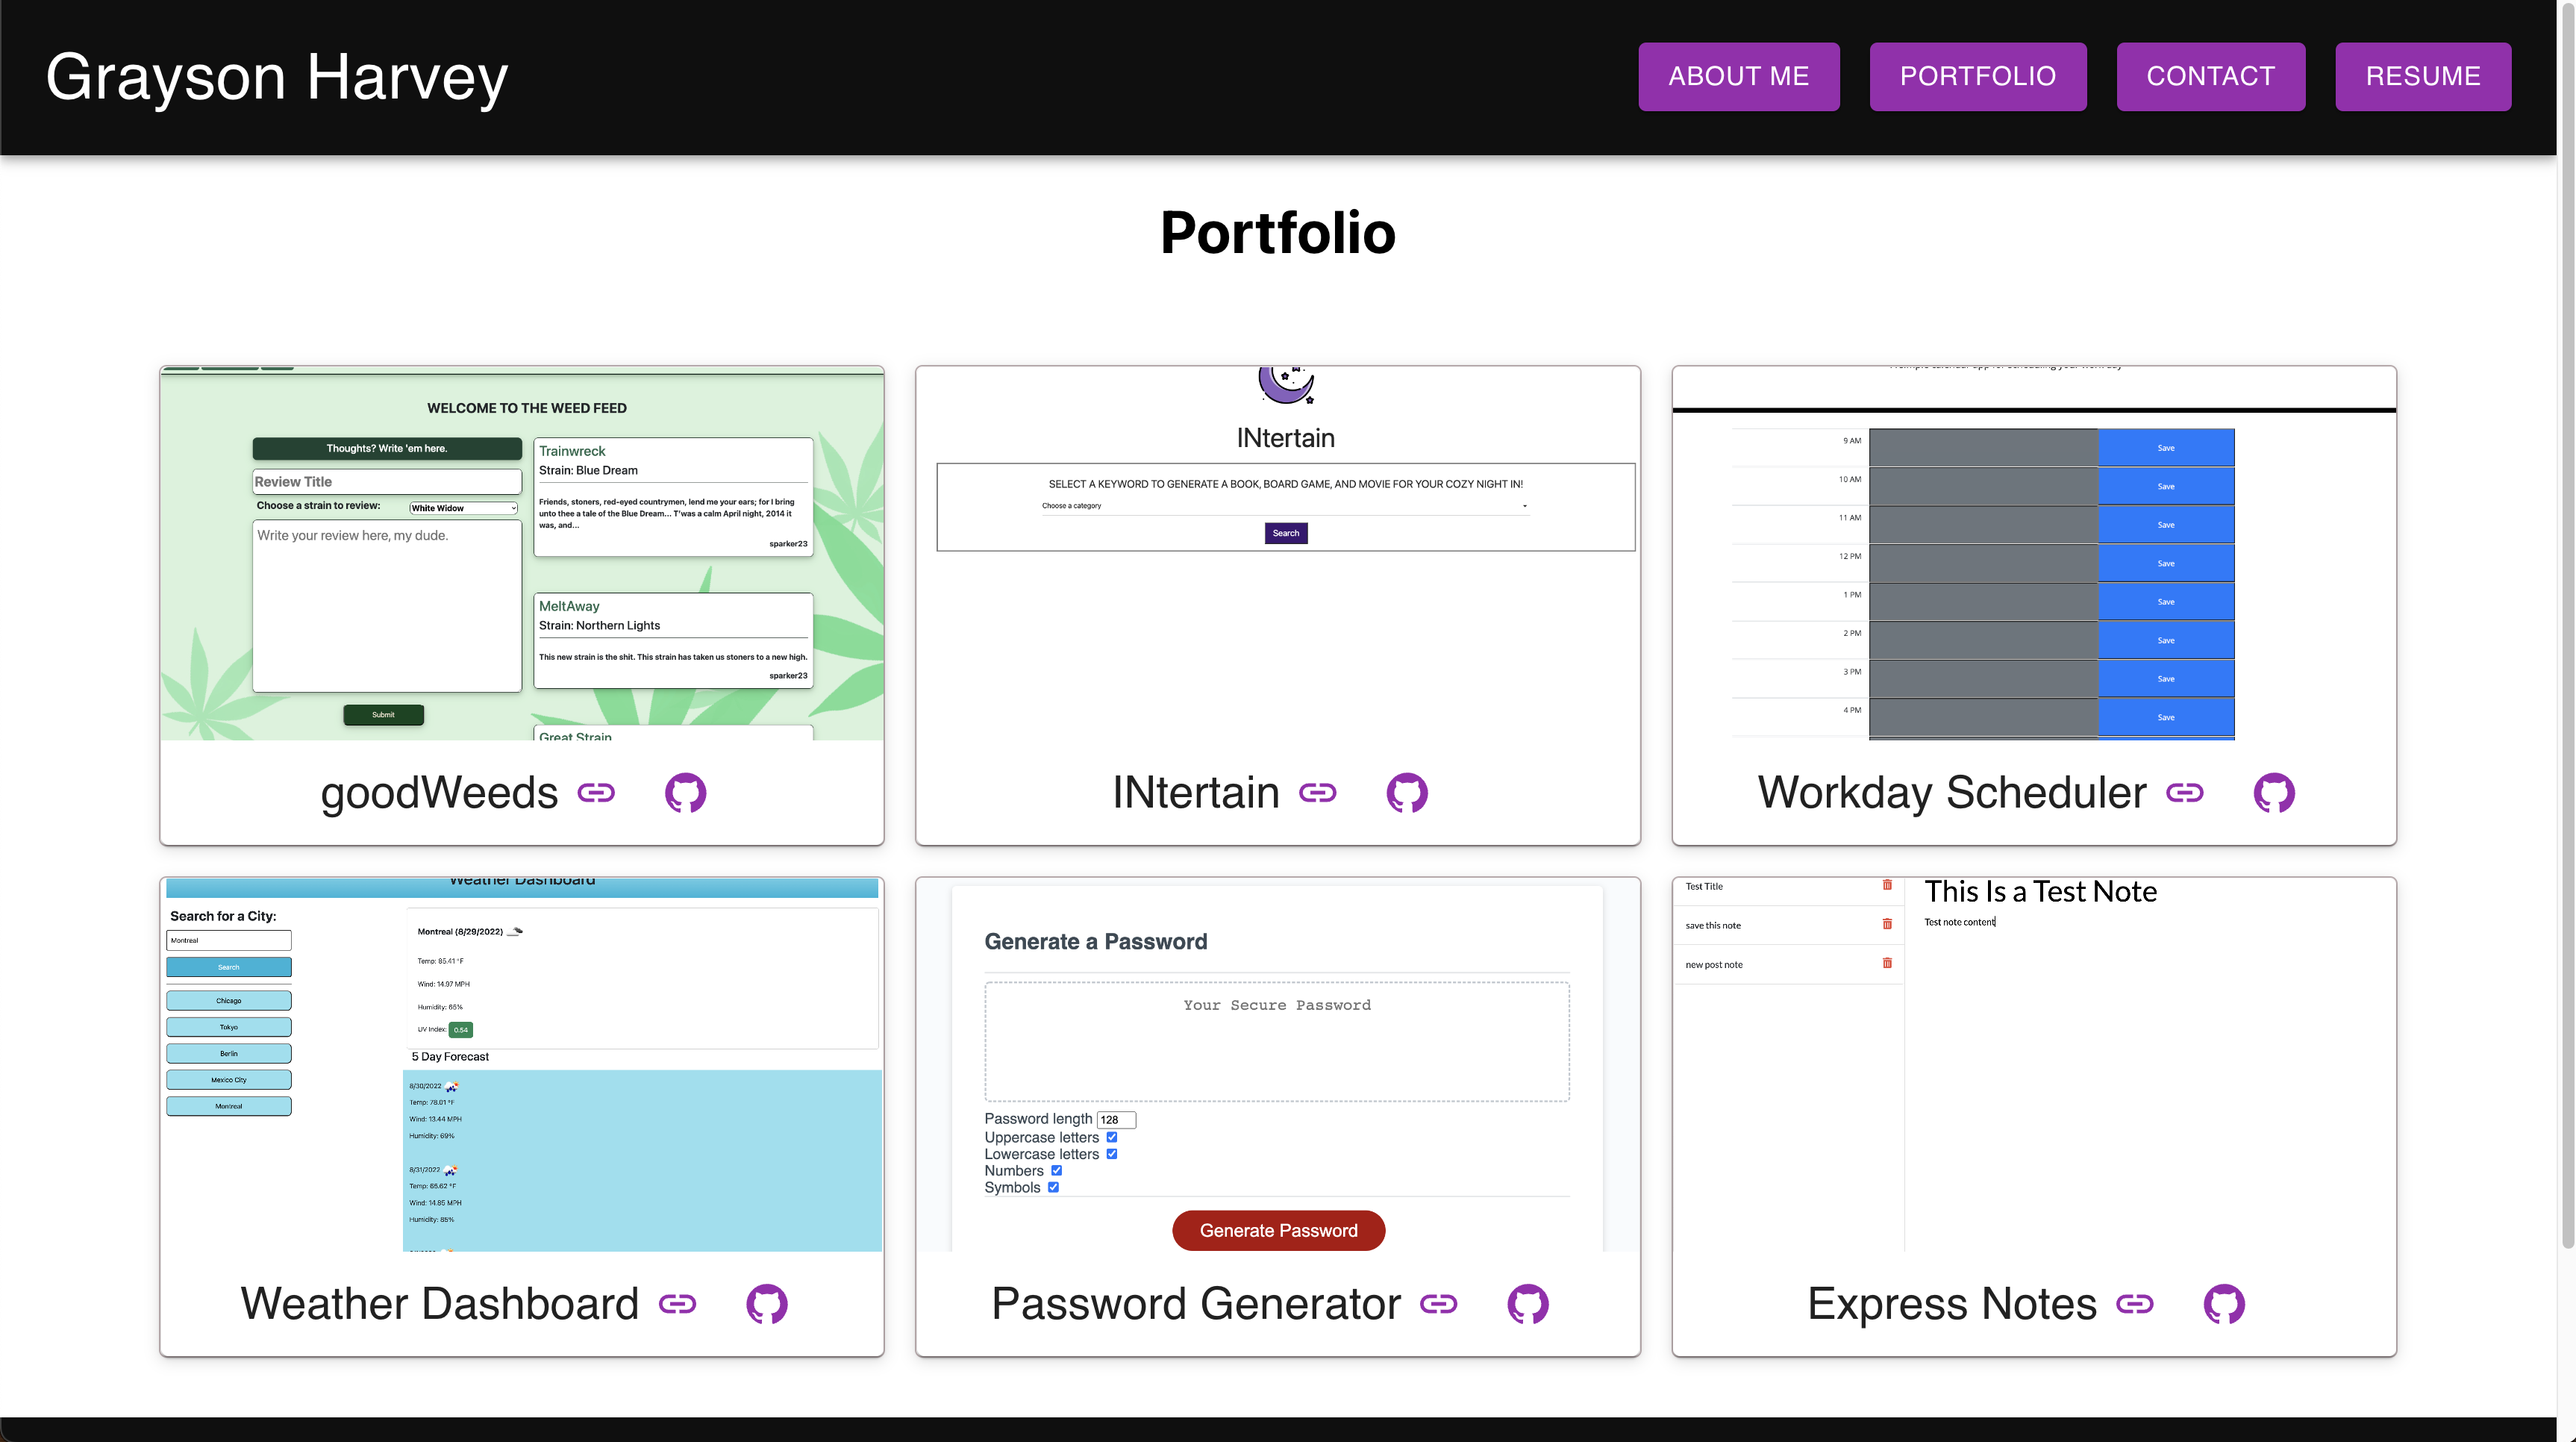 Grayson Harvey
ABOUT ME
PORTFOLIO
CONTACT
RESUME
Portfolio
WELCOME TO THE WEED FEED
Thoughts? Write 'em here.
Review Title
Choose a strain to review:
White Widow
Write your review here, my dude.
Submit
Trainwreck
Strain: Blue Dream
Friends, stoners, red-eyed countrymen, lend me your ears; for I bring
unto thee a tale of the Blue Dream... T'was a calm April night, 2014 it
was, and...
sparker23
MeltAway
Strain: Northern Lights
This new strain is the shit. This strain has taken us stoners to a new high.
sparker23
Great Strain
goodWeeds
INtertain
SELECT A KEYWORD TO GENERATE A BOOK, BOARD GAME, AND MOVIE FOR YOUR COZY NIGHT IN!
Choose a category
Search
INtertain
calendar app for scheduling your work day
9 AM
Save
10 AM
Save
11 AM
Save
12 PM
Save
1 PM
Save
2 PM
Save
3 PM
Save
4 PM
Save
Workday Scheduler
Weather Dashboard
Search for a City:
Montreal
Search
Chicago
Tokyo
Berlin
Mexico City
Montreal
Montreal (8/29/2022)
Temp: 85.41 °F
Wind: 14.97 MPH
Humidity: 65%
UV Index: 0.54
5 Day Forecast
8/30/2022
Temp: 78.01 °F
Wind: 13.44 MPH
Humidity: 69%
8/31/2022
Temp: 65.62 °F
Wind: 14.85 MPH
Humidity: 85%
Weather Dashboard
Generate a Password
Your Secure Password
Password length 128
Uppercase letters
Lowercase letters
Numbers
Symbols
Generate Password
Password Generator
Test Title
save this note
new post note
This Is a Test Note
Test note content
Express Notes